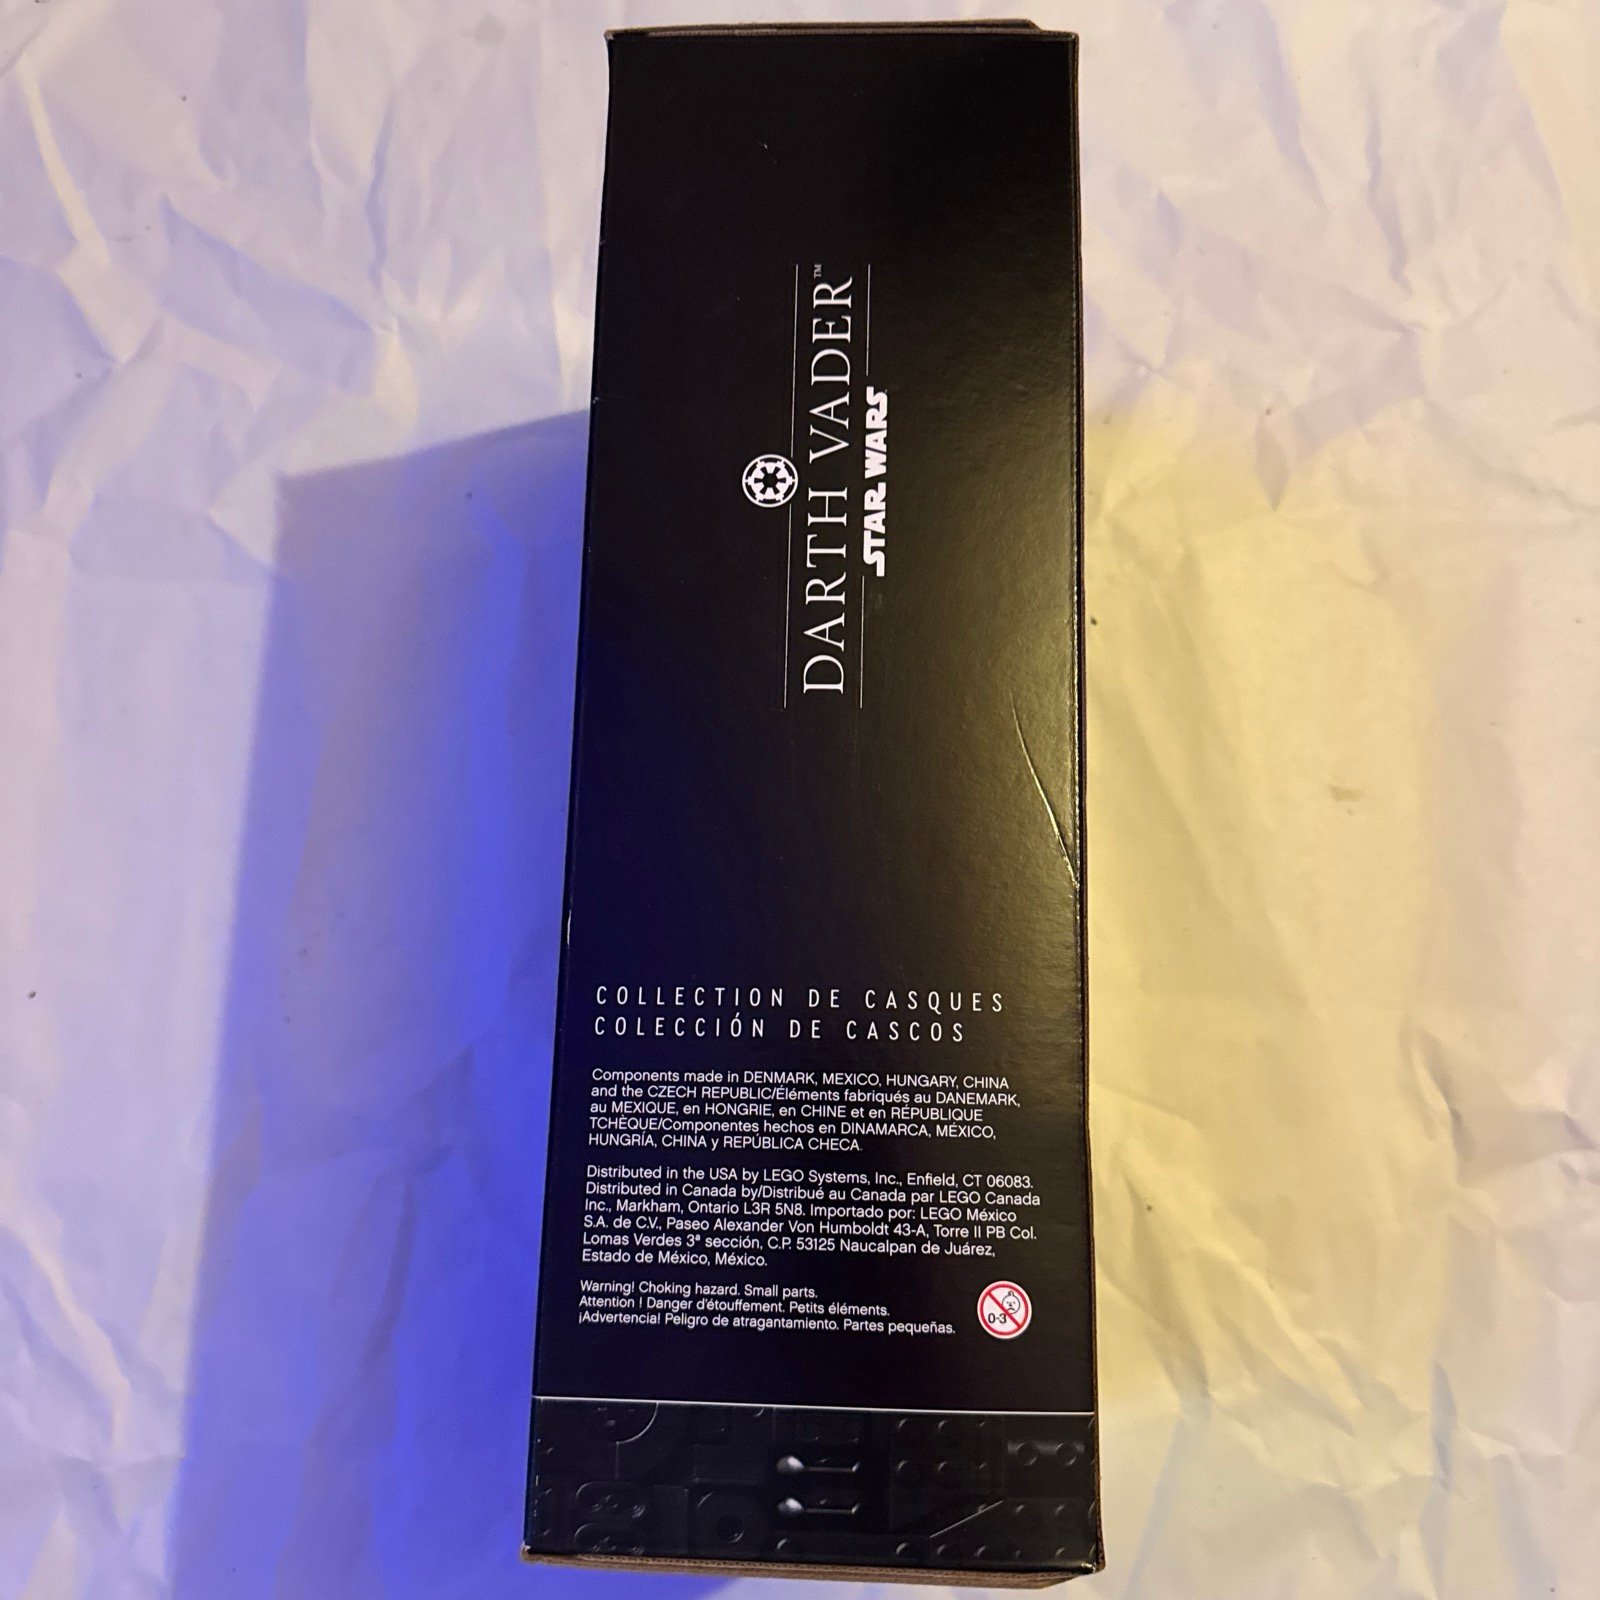 DARTH VADER™
STAR WARS
COLLECTION DE CASQUES
COLECCIÓN DE CASCOS
Components made in DENMARK, MEXICO, HUNGARY, CHINA
and the CZECH REPUBLIC/Éléments fabriqués au DANEMARK,
au MEXIQUE, en HONGRIE, en CHINE et en RÉPUBLIQUE
TCHÈQUE/Componentes hechos en DINAMARCA, MÉXICO,
HUNGRÍA, CHINA y REPÚBLICA CHECA.
Distributed in the USA by LEGO Systems, Inc., Enfield, CT 06083.
Distributed in Canada by/Distribué au Canada par LEGO Canada
Inc., Markham, Ontario L3R 5N8. Importado por: LEGO México
S.A. de C.V., Paseo Alexander Von Humboldt 43-A, Torre II PB Col.
Lomas Verdes 3ª sección, C.P. 53125 Naucalpan de Juárez,
Estado de México, México.
Warning! Choking hazard. Small parts.
Attention ! Danger d'étouffement. Petits éléments.
¡Advertencia! Peligro de atragantamiento. Partes pequeñas.
0-3